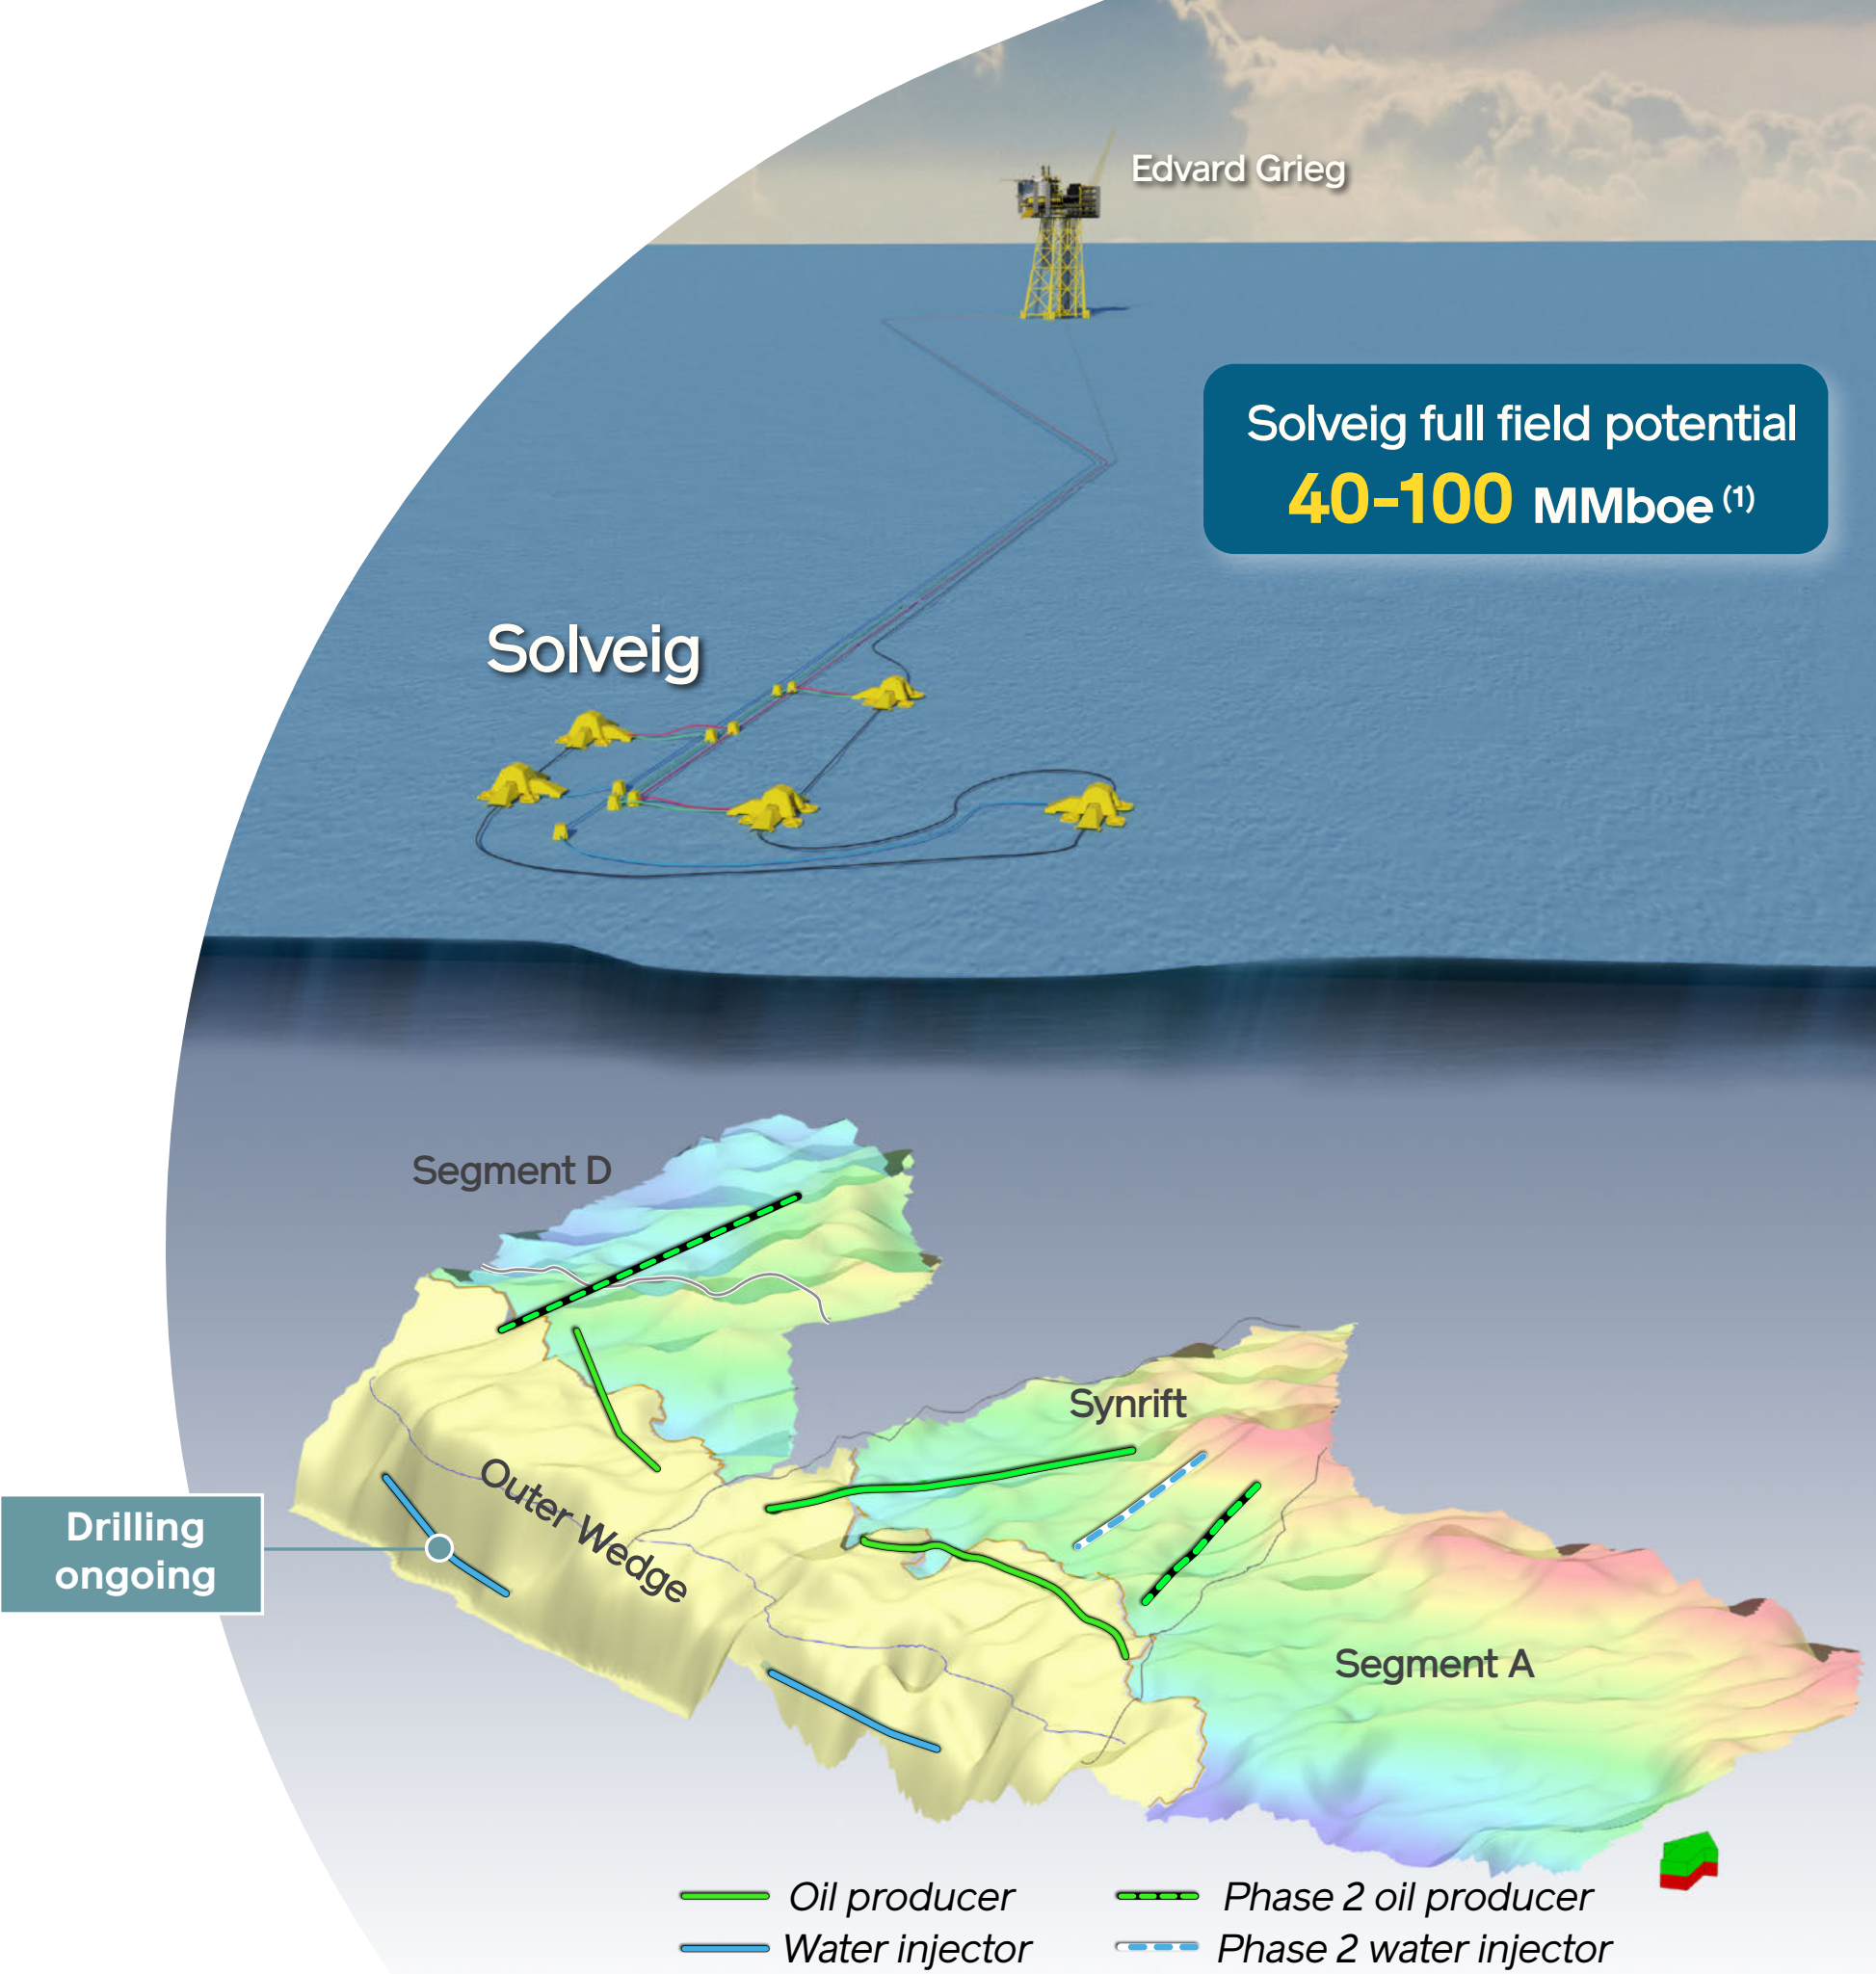 Edvard Grieg
Solveig full field potential
40-100 MMboe (1)
Solveig
Segment D
Synrift
Outer Wedge
Drilling
ongoing
Segment A
Oil producer
Phase 2 oil producer
Water injector
Phase 2 water injector